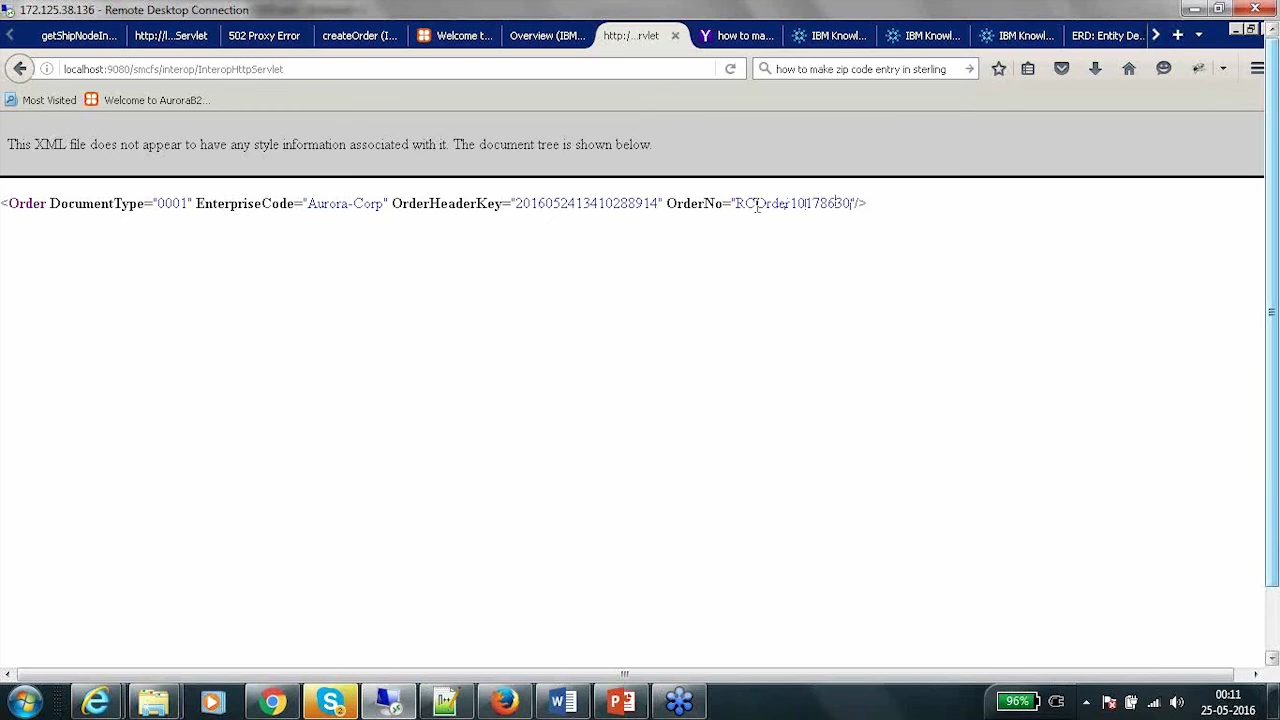 172.125.38.136 - Remote Desktop Connection
getShipNodeIn... http://l...Servlet 502 Proxy Error createOrder (I... Welcome t... Overview (IBM... http:/...rvlet how to ma... IBM Knowl... IBM Knowl... IBM Knowl... ERD: Entity De...
localhost:9080/smcfs/interop/InteropHttpServlet how to make zip code entry in sterling
Most Visited Welcome to AuroraB2...
This XML file does not appear to have any style information associated with it. The document tree is shown below.
<Order DocumentType="0001" EnterpriseCode="Aurora-Corp" OrderHeaderKey="2016052413410288914" OrderNo="RCOrder10178630"/>
96% 00:11
25-05-2016